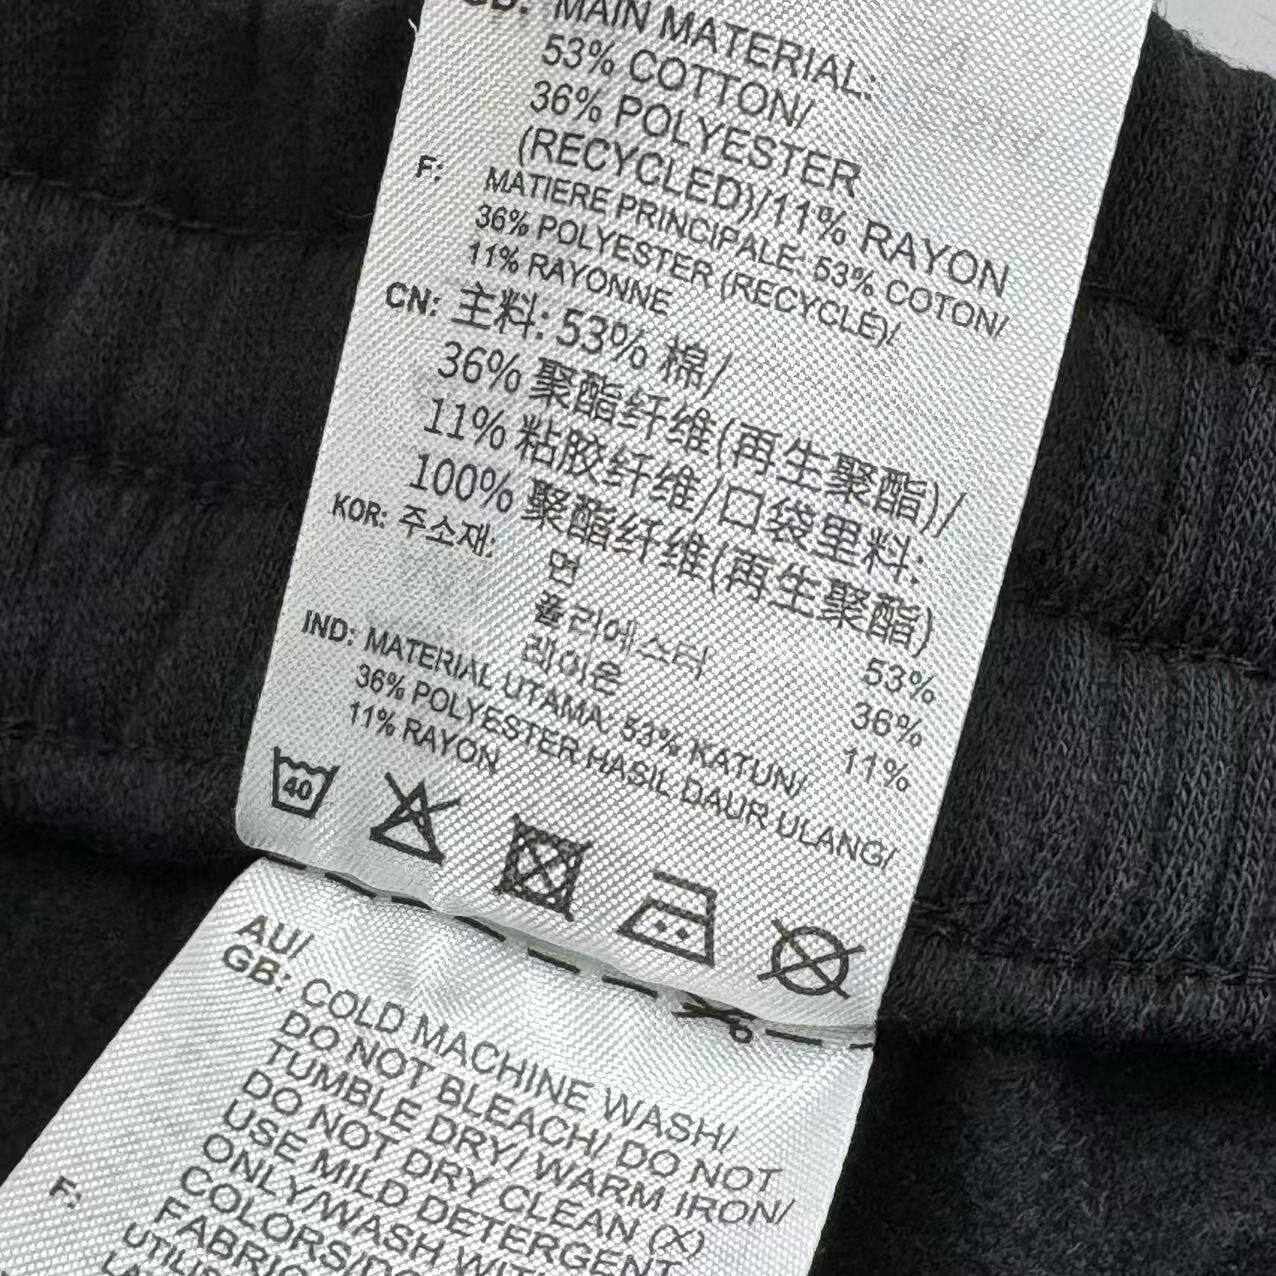 GB: MAIN MATERIAL:
53% COTTON/
36% POLYESTER
(RECYCLED)/11% RAYON
F: MATIERE PRINCIPALE: 53% COTON/
36% POLYESTER (RECYCLÉ)/
11% RAYONNE
CN: 主料: 53% 棉/
36% 聚酯纤维(再生聚酯)/
11% 粘胶纤维/口袋里料:
100% 聚酯纤维(再生聚酯)
KOR: 주소재:
면 53%
폴리에스터 36%
레이온 11%
IND: MATERIAL UTAMA: 53% KATUN/
36% POLYESTER HASIL DAUR ULANG/
11% RAYON
40
AU/
GB: COLD MACHINE WASH/
DO NOT BLEACH/ DO NOT
TUMBLE DRY/ WARM IRON/
DO NOT DRY CLEAN (X)
USE MILD DETERGENT
ONLY/WASH WITH
COLORS/DO
FABRIC
F: UTILIS